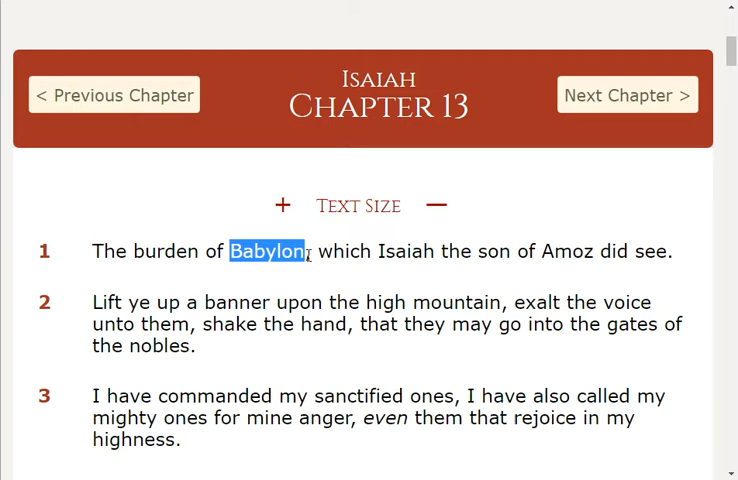 < Previous Chapter
Isaiah
Chapter 13
Next Chapter >
+ Text Size −
1 The burden of Babylon, which Isaiah the son of Amoz did see.
2 Lift ye up a banner upon the high mountain, exalt the voice
unto them, shake the hand, that they may go into the gates of
the nobles.
3 I have commanded my sanctified ones, I have also called my
mighty ones for mine anger, even them that rejoice in my
highness.